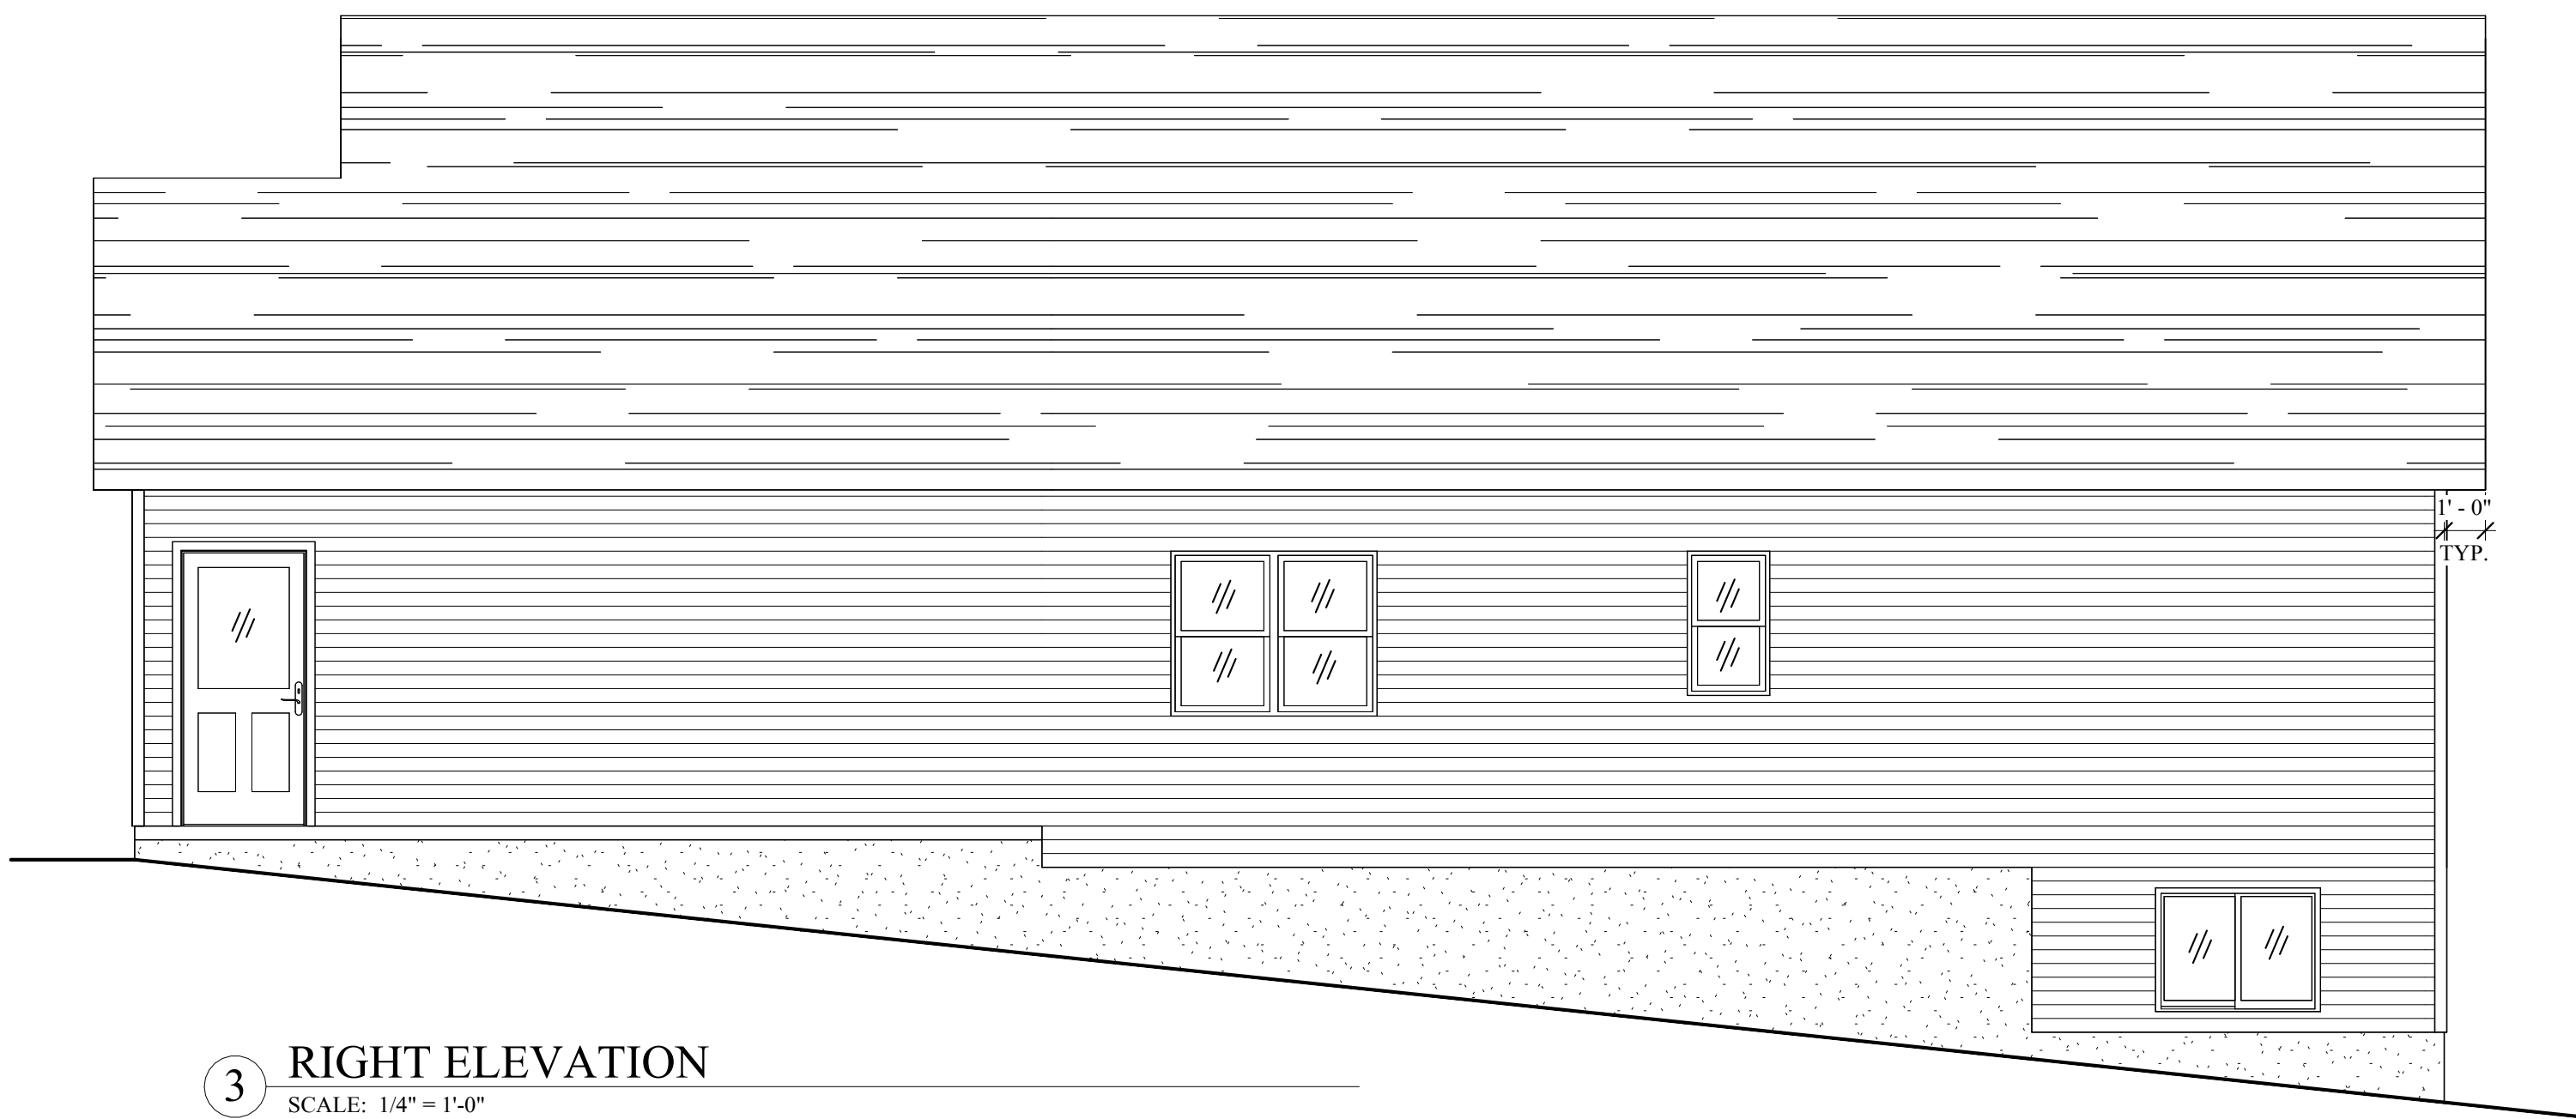 1' - 0"
TYP.
3
RIGHT ELEVATION
SCALE: 1/4" = 1'-0"